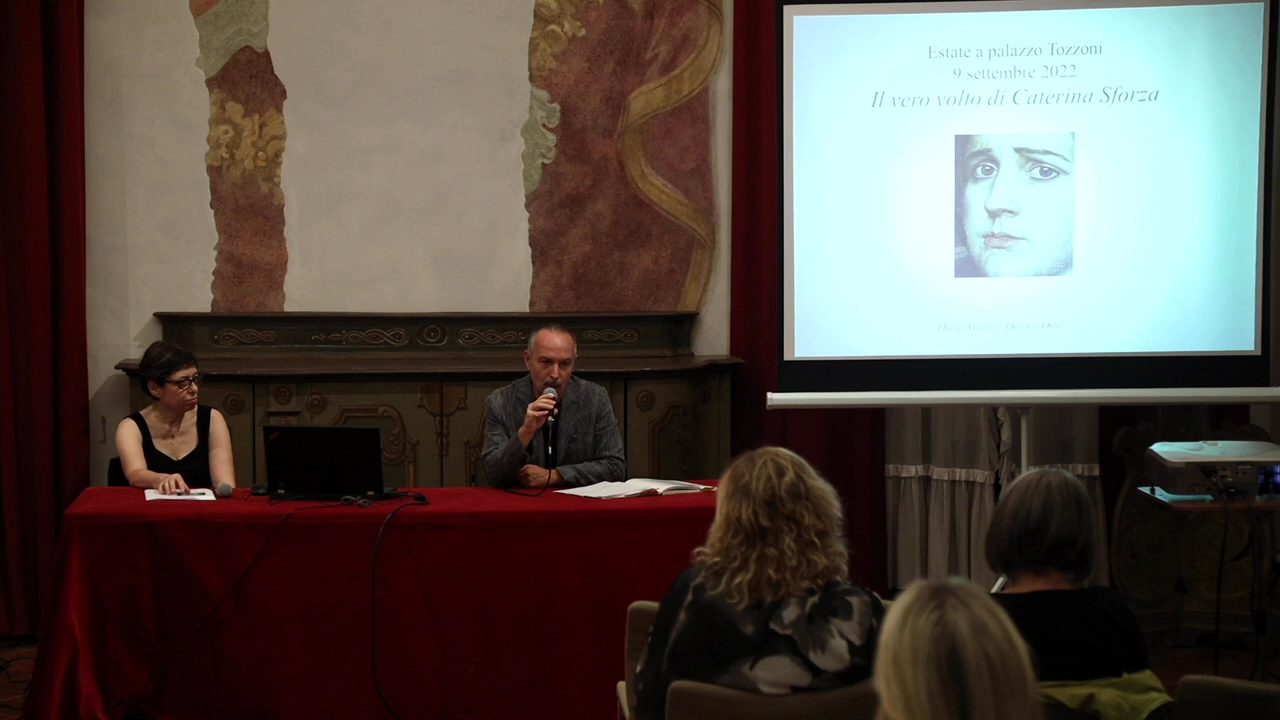 Estate a palazzo Tozzoni
9 settembre 2022
Il vero volto di Caterina Sforza